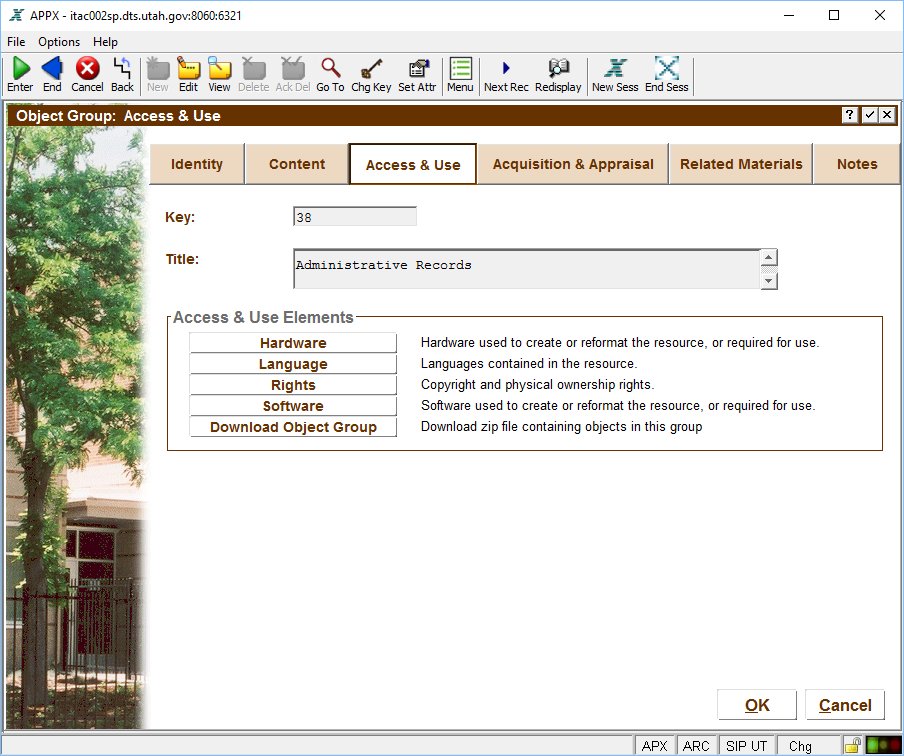 APPX - itac002sp.dts.utah.gov:8060:6321
File Options Help
Enter End Cancel Back New Edit View Delete Ack Del Go To Chg Key Set Attr Menu Next Rec Redisplay New Sess End Sess
Object Group: Access & Use ?
Identity Content Access & Use Acquisition & Appraisal Related Materials Notes
Key: 38
Title: Administrative Records
Access & Use Elements
Hardware Hardware used to create or reformat the resource, or required for use.
Language Languages contained in the resource.
Rights Copyright and physical ownership rights.
Software Software used to create or reformat the resource, or required for use.
Download Object Group Download zip file containing objects in this group
OK Cancel
APX ARC SIP UT Chg